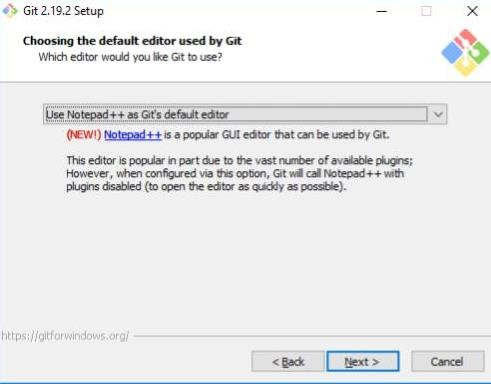 Git 2.19.2 Setup
Choosing the default editor used by Git
Which editor would you like Git to use?
Use Notepad++ as Git's default editor
(NEW!) Notepad++ is a popular GUI editor that can be used by Git.
This editor is popular in part due to the vast number of available plugins;
However, when configured via this option, Git will call Notepad++ with
plugins disabled (to open the editor as quickly as possible).
https://gitforwindows.org/
< Back
Next >
Cancel